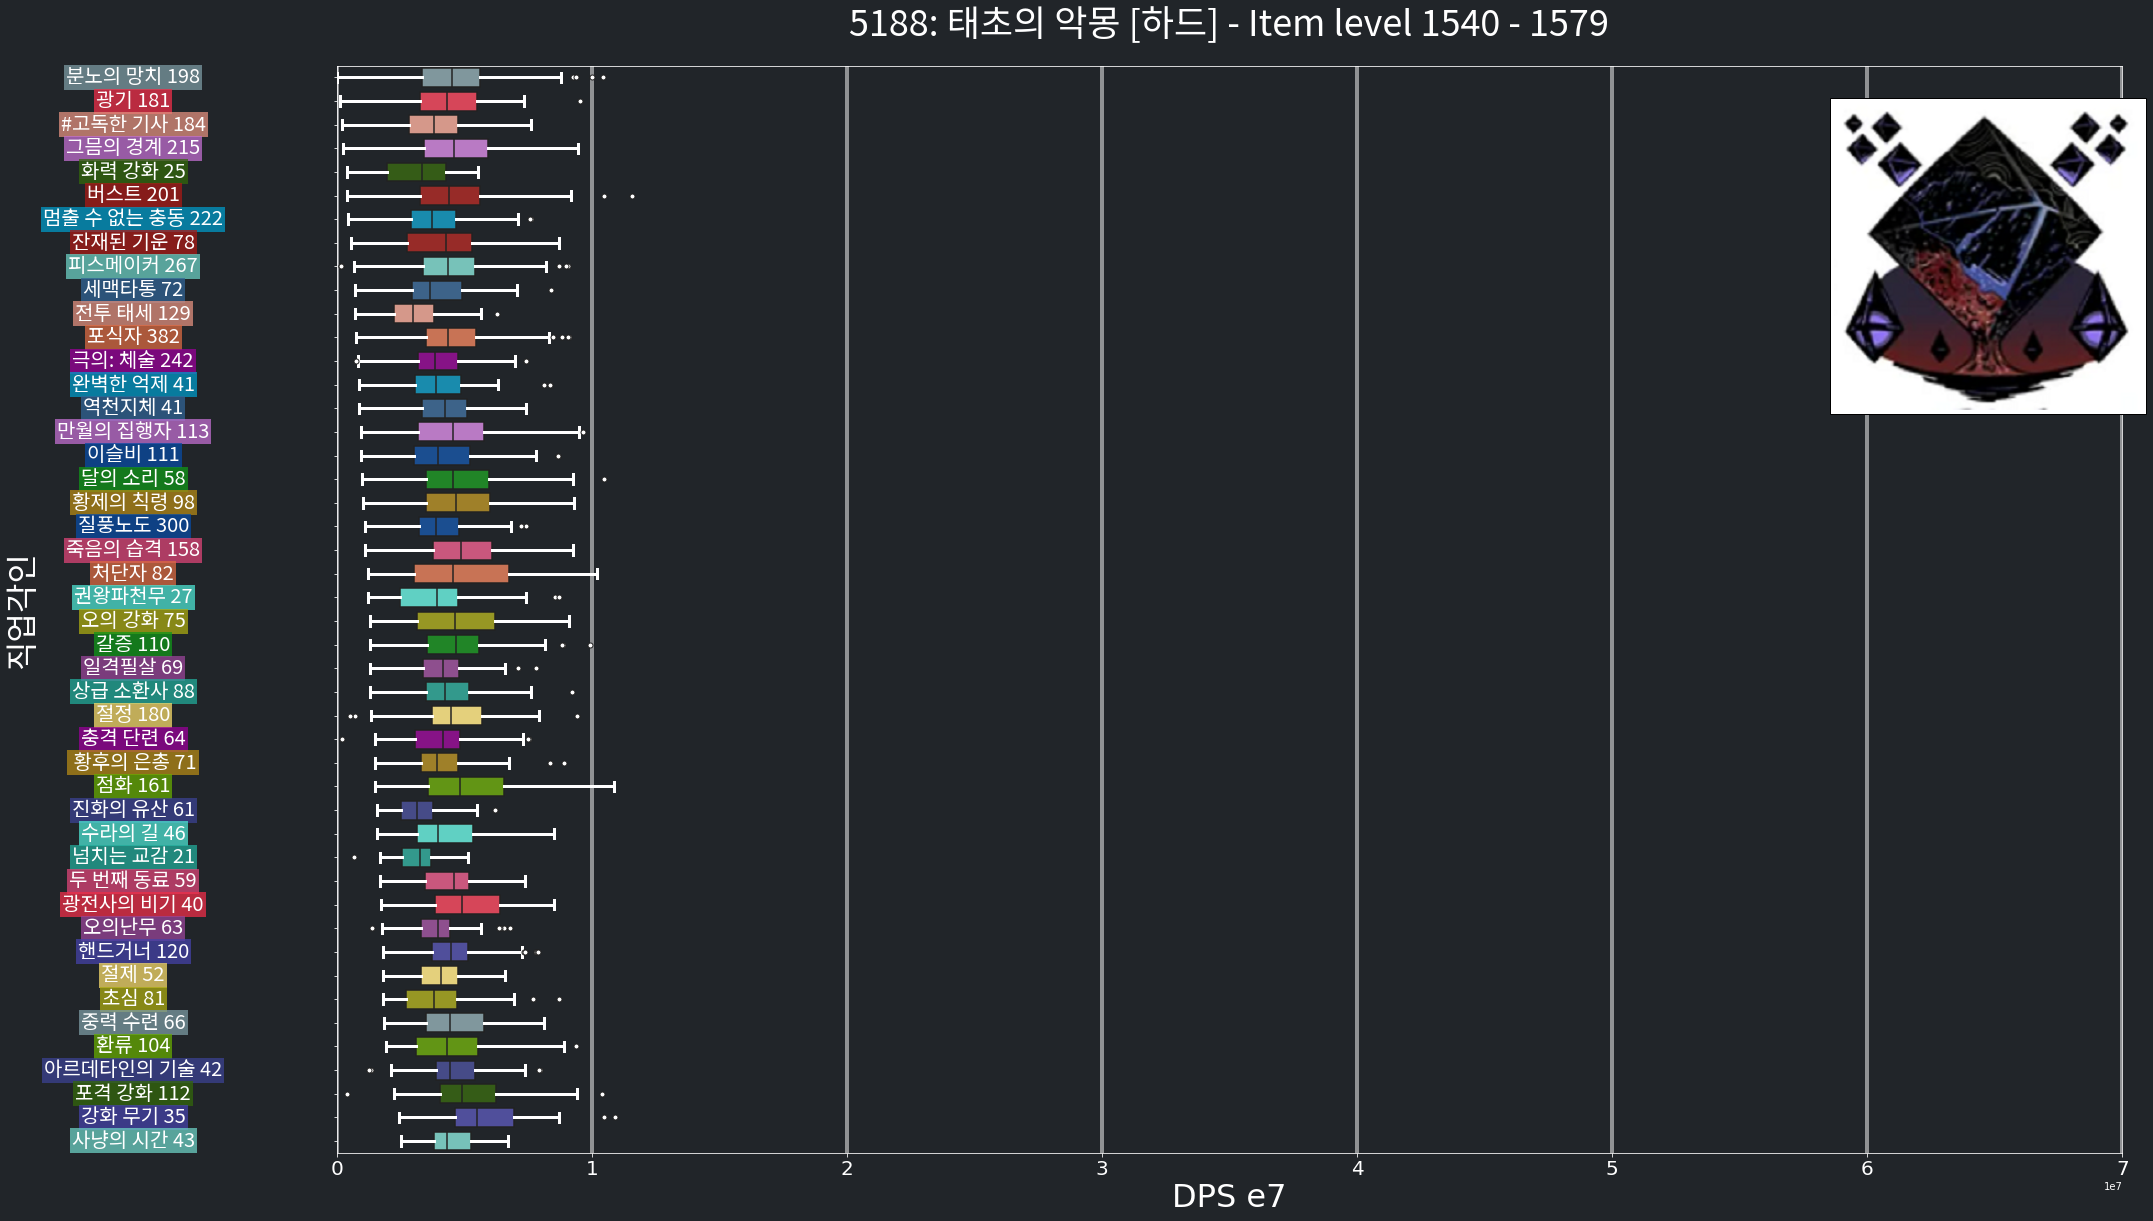 5188: 태초의 악몽 [하드] - Item level 1540 - 1579
분노의 망치 198
광기 181
#고독한 기사 184
그믐의 경계 215
화력 강화 25
버스트 201
멈출 수 없는 충동 222
잔재된 기운 78
피스메이커 267
세맥타통 72
전투 태세 129
포식자 382
극의: 체술 242
완벽한 억제 41
역천지체 41
만월의 집행자 113
이슬비 111
달의 소리 58
황제의 칙령 98
질풍노도 300
죽음의 습격 158
처단자 82
권왕파천무 27
오의 강화 75
갈증 110
일격필살 69
상급 소환사 88
절정 180
충격 단련 64
황후의 은총 71
점화 161
진화의 유산 61
수라의 길 46
넘치는 교감 21
두 번째 동료 59
광전사의 비기 40
오의난무 63
핸드거너 120
절제 52
초심 81
중력 수련 66
환류 104
아르데타인의 기술 42
포격 강화 112
강화 무기 35
사냥의 시간 43
직업각인
0 1 2 3 4 5 6 7
1e7
DPS e7